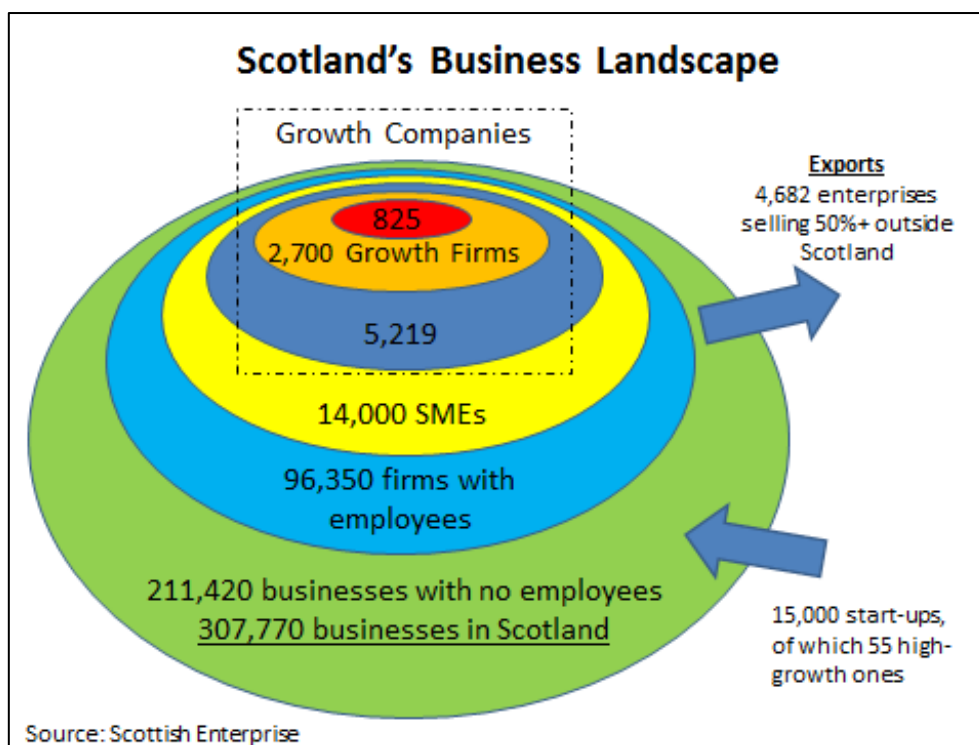 Scotland's Business Landscape
Growth Companies
825
2,700 Growth Firms
5,219
14,000 SMEs
96,350 firms with
employees
211,420 businesses with no employees
307,770 businesses in Scotland
Exports
4,682 enterprises
selling 50%+ outside
Scotland
15,000 start-ups,
of which 55 high-
growth ones
Source: Scottish Enterprise